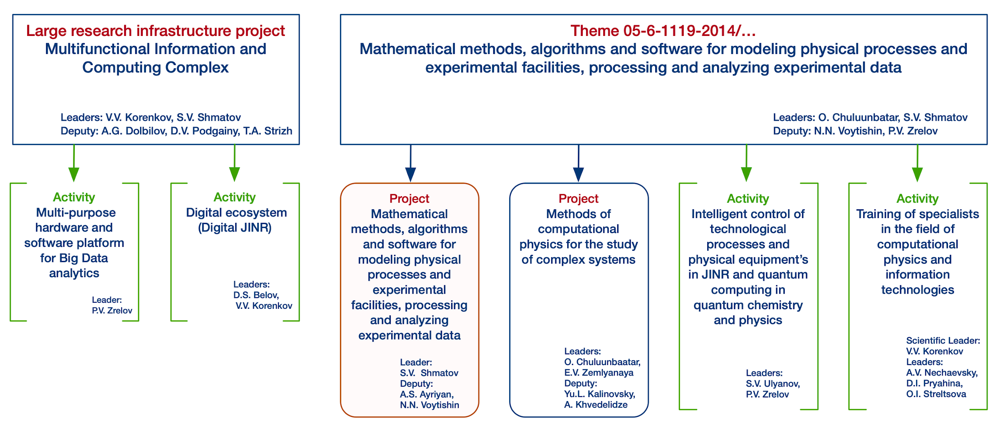 Large research infrastructure project
Multifunctional Information and
Computing Complex
Leaders: V.V. Korenkov, S.V. Shmatov
Deputy: A.G. Dolbilov, D.V. Podgainy, T.A. Strizh
Theme 05-6-1119-2014/...
Mathematical methods, algorithms and software for modeling physical processes and
experimental facilities, processing and analyzing experimental data
Leaders: O. Chuluunbatar, S.V. Shmatov
Deputy: N.N. Voytishin, P.V. Zrelov
Activity
Multi-purpose
hardware and
software platform
for Big Data
analytics
Leader:
P.V. Zrelov
Activity
Digital ecosystem
(Digital JINR)
Leaders:
D.S. Belov,
V.V. Korenkov
Project
Mathematical
methods, algorithms
and software for
modeling physical
processes and
experimental
facilities, processing
and analyzing
experimental data
Leader:
S.V. Shmatov
Deputy:
A.S. Ayriyan,
N.N. Voytishin
Project
Methods of
computational
physics for the study
of complex systems
Leaders:
O. Chuluunbaatar,
E.V. Zemlyanaya
Deputy:
Yu.L. Kalinovsky,
A. Khvedelidze
Activity
Intelligent control of
technological
processes and
physical equipment’s
in JINR and quantum
computing in
quantum chemistry
and physics
Leaders:
S.V. Ulyanov,
P.V. Zrelov
Activity
Training of specialists
in the field of
computational
physics and
information
technologies
Scientific Leader:
V.V. Korenkov
Leaders:
A.V. Nechaevsky,
D.I. Pryahina,
O.I. Streltsova